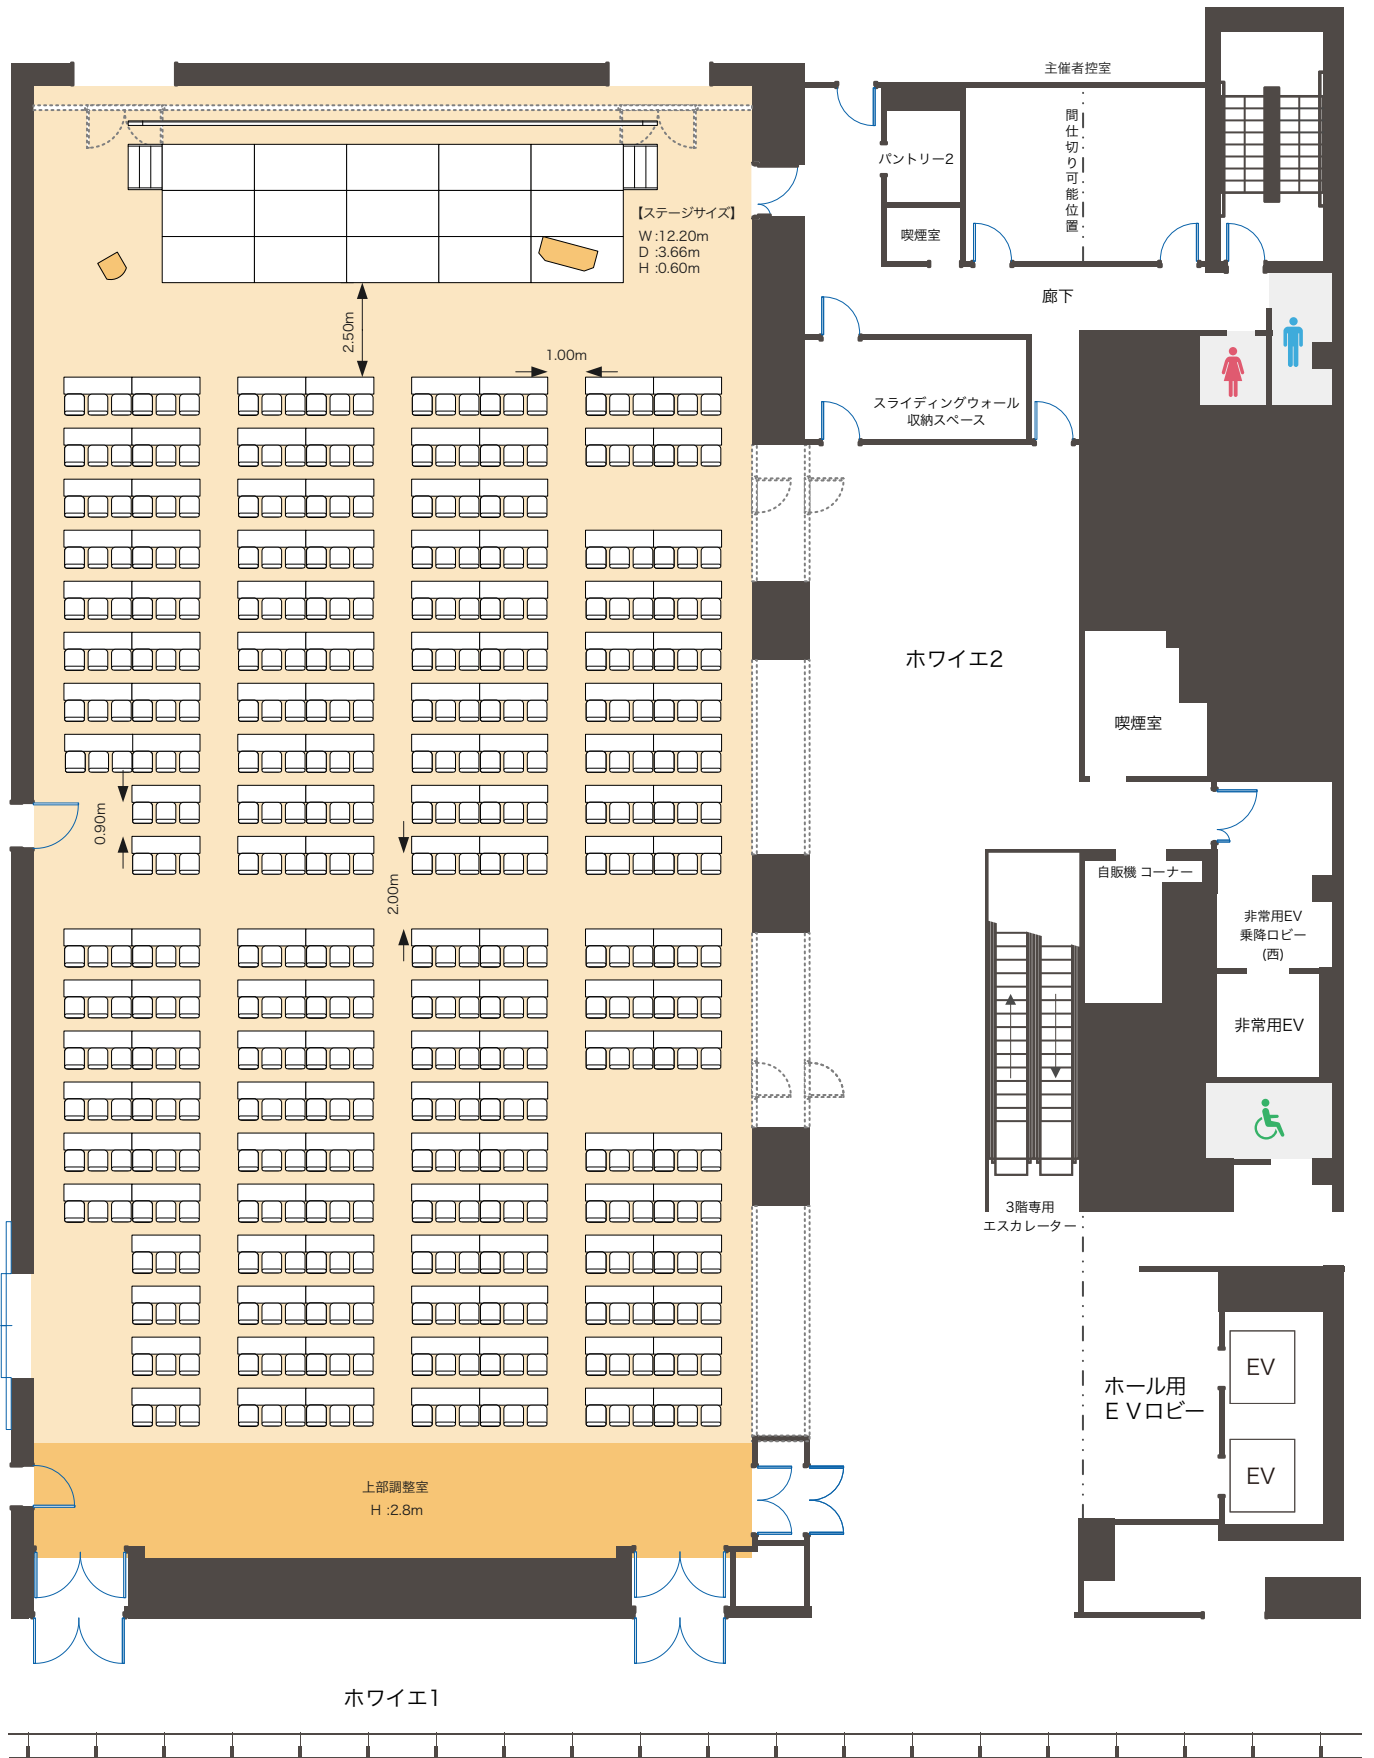 主催者控室
間仕切り可能位置
パントリー2
喫煙室
【ステージサイズ】
W :12.20m
D :3.66m
H :0.60m
廊下
2.50m
1.00m
スライディングウォール
収納スペース
ホワイエ2
喫煙室
0.90m
2.00m
自販機 コーナー
非常用EV
乗降ロビー
(西)
非常用EV
3階専用
エスカレーター
EV
ホール用
E Vロビー
EV
上部調整室
H :2.8m
ホワイエ1